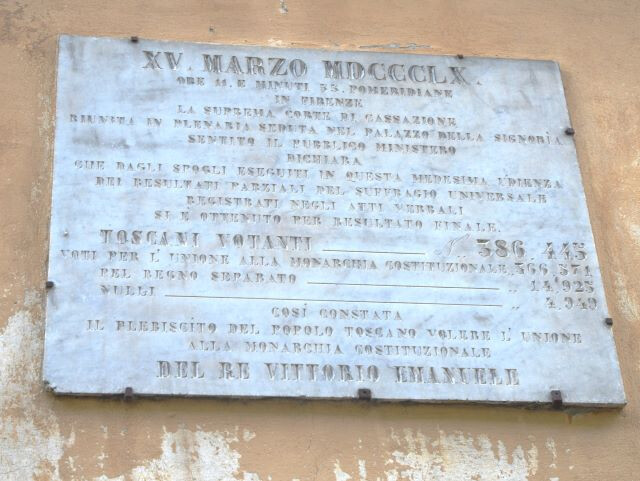 XV. MARZO MDCCCLX.
ORE 11. E MINUTI 55. POMERIDIANE
IN FIRENZE
LA SUPREMA CORTE DI CASSAZIONE
RIUNITA IN PLENARIA SEDUTA NEL PALAZZO DELLA SIGNORIA
SENTITO IL PUBBLICO MINISTERO
DICHIARA
CHE DAGLI SPOGLI ESEGUITI IN QUESTA MEDESIMA UDIENZA
DEI RESULTATI PARZIALI DEL SUFFRAGIO UNIVERSALE
REGISTRATI NEGLI ATTI VERBALI
SI E OTTENUTO PER RESULTATO FINALE.
TOSCANI VOTANTI N.° 386,445
VOTI PER L'UNIONE ALLA MONARCHIA COSTITUZIONALE, 366,571
PEL REGNO SEPARATO " 14,925
NULLI " 4,949
COSÍ CONSTATA
IL PLEBISCITO DEL POPOLO TOSCANO VOLERE L'UNIONE
ALLA MONARCHIA COSTITUZIONALE
DEL RE VITTORIO EMANUELE